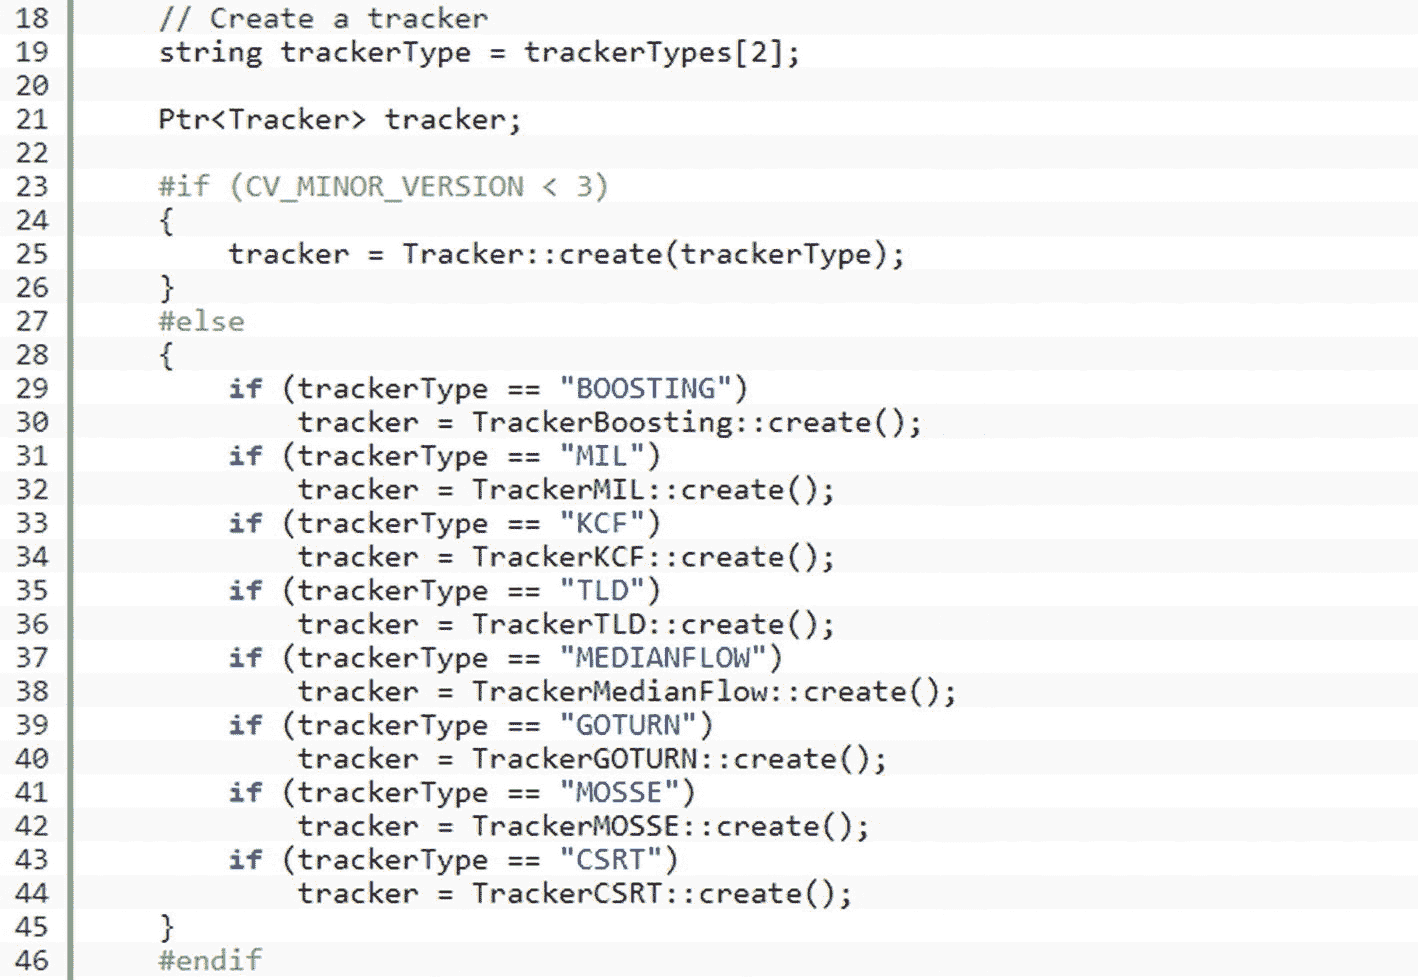 18 // Create a tracker
19 string trackerType = trackerTypes[2];
20
21 Ptr<Tracker> tracker;
22
23 #if (CV_MINOR_VERSION < 3)
24 {
25 tracker = Tracker::create(trackerType);
26 }
27 #else
28 {
29 if (trackerType == "BOOSTING")
30 tracker = TrackerBoosting::create();
31 if (trackerType == "MIL")
32 tracker = TrackerMIL::create();
33 if (trackerType == "KCF")
34 tracker = TrackerKCF::create();
35 if (trackerType == "TLD")
36 tracker = TrackerTLD::create();
37 if (trackerType == "MEDIANFLOW")
38 tracker = TrackerMedianFlow::create();
39 if (trackerType == "GOTURN")
40 tracker = TrackerGOTURN::create();
41 if (trackerType == "MOSSE")
42 tracker = TrackerMOSSE::create();
43 if (trackerType == "CSRT")
44 tracker = TrackerCSRT::create();
45 }
46 #endif